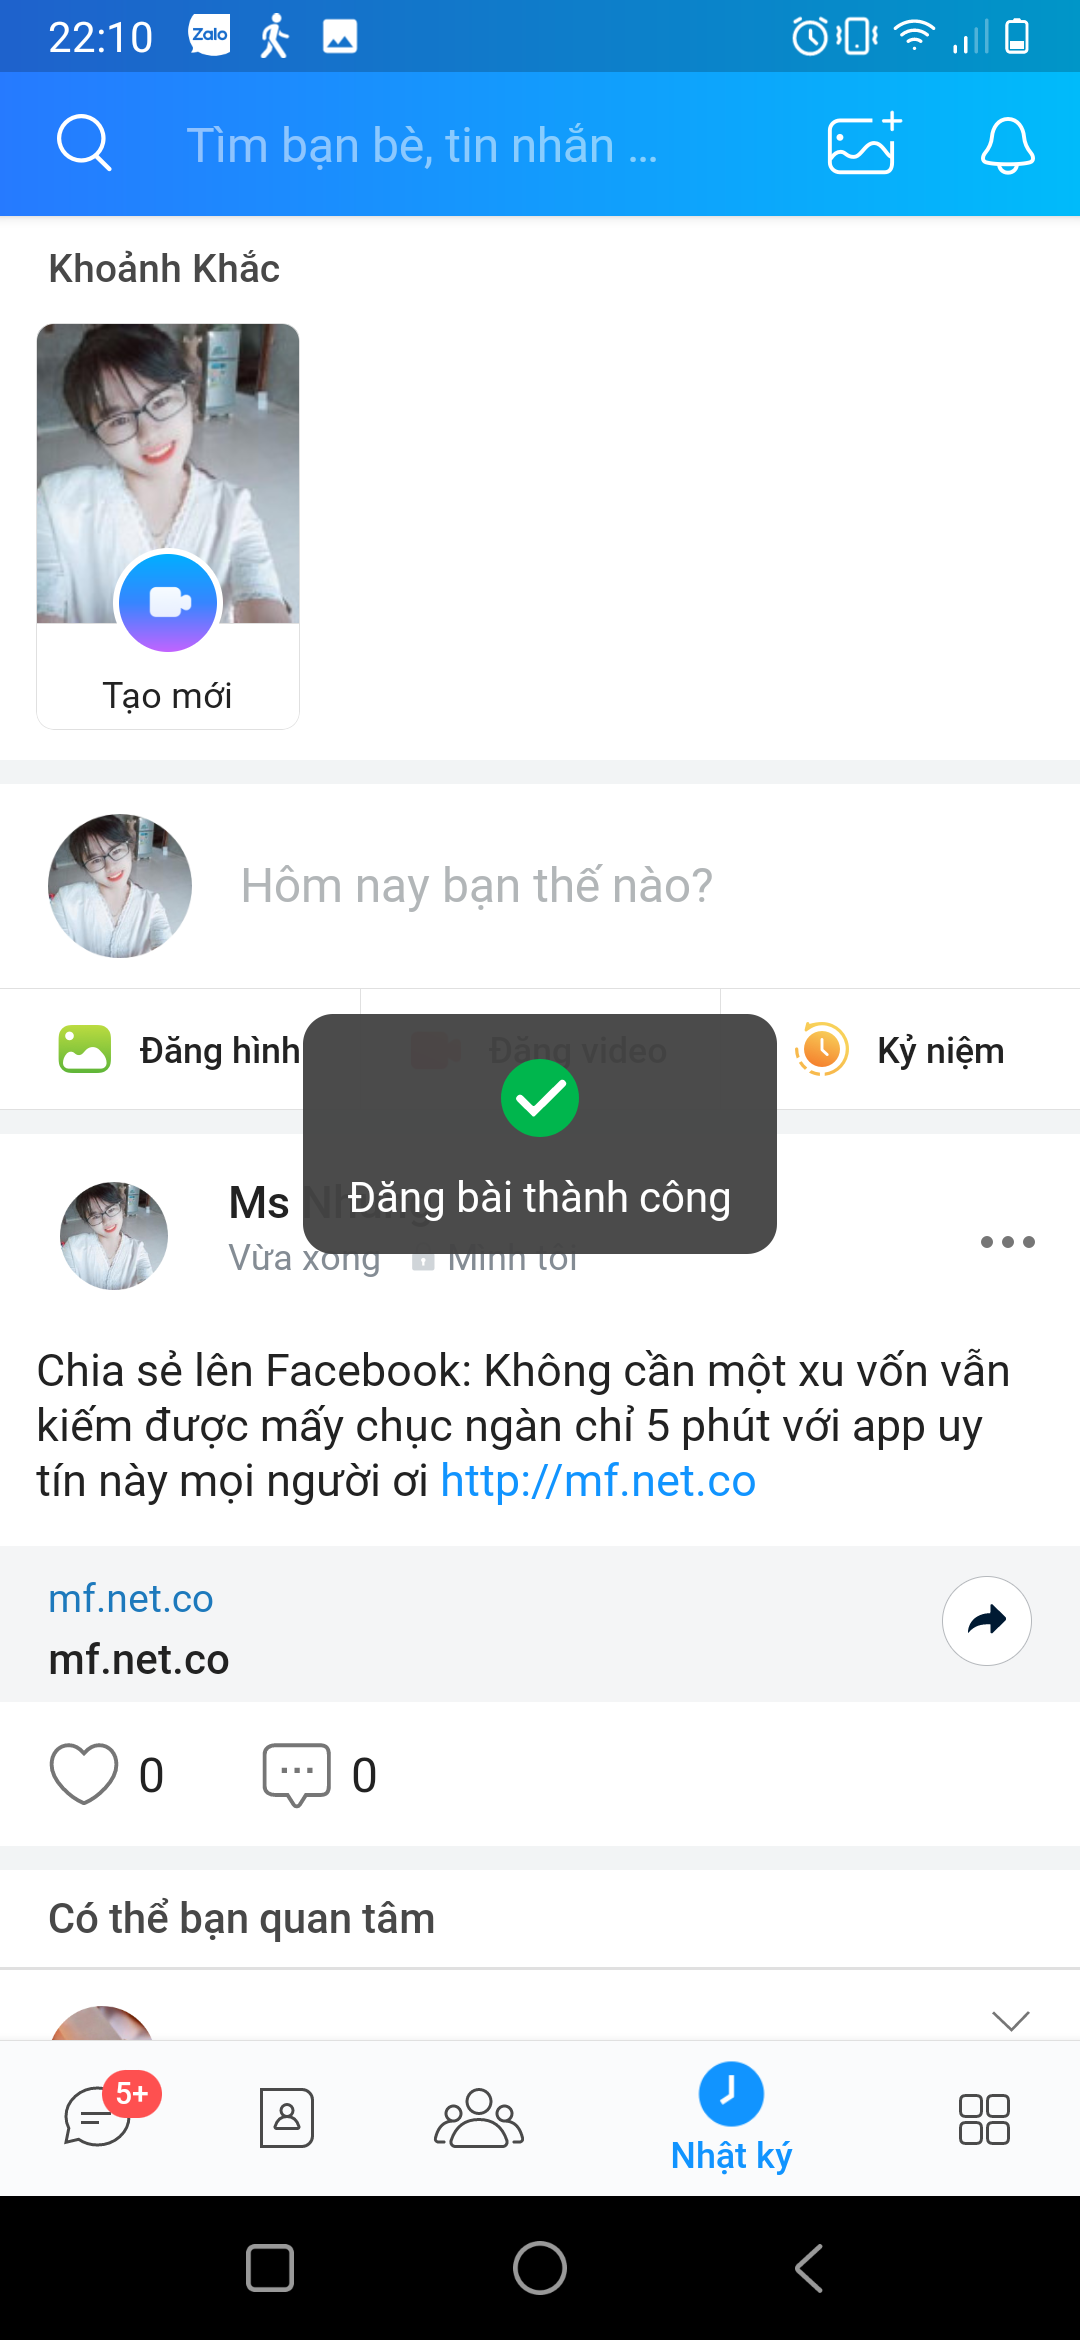 22:10 Zalo
Tìm bạn bè, tin nhắn ...
Khoảnh Khắc
Tạo mới
Hôm nay bạn thế nào?
Đăng hình Đăng video Kỷ niệm
Đăng bài thành công
Ms Nhung
Vừa xong Mình tôi
Chia sẻ lên Facebook: Không cần một xu vốn vẫn
kiếm được mấy chục ngàn chỉ 5 phút với app uy
tín này mọi người ơi http://mf.net.co
mf.net.co
mf.net.co
0 0
Có thể bạn quan tâm
5+
Nhật ký